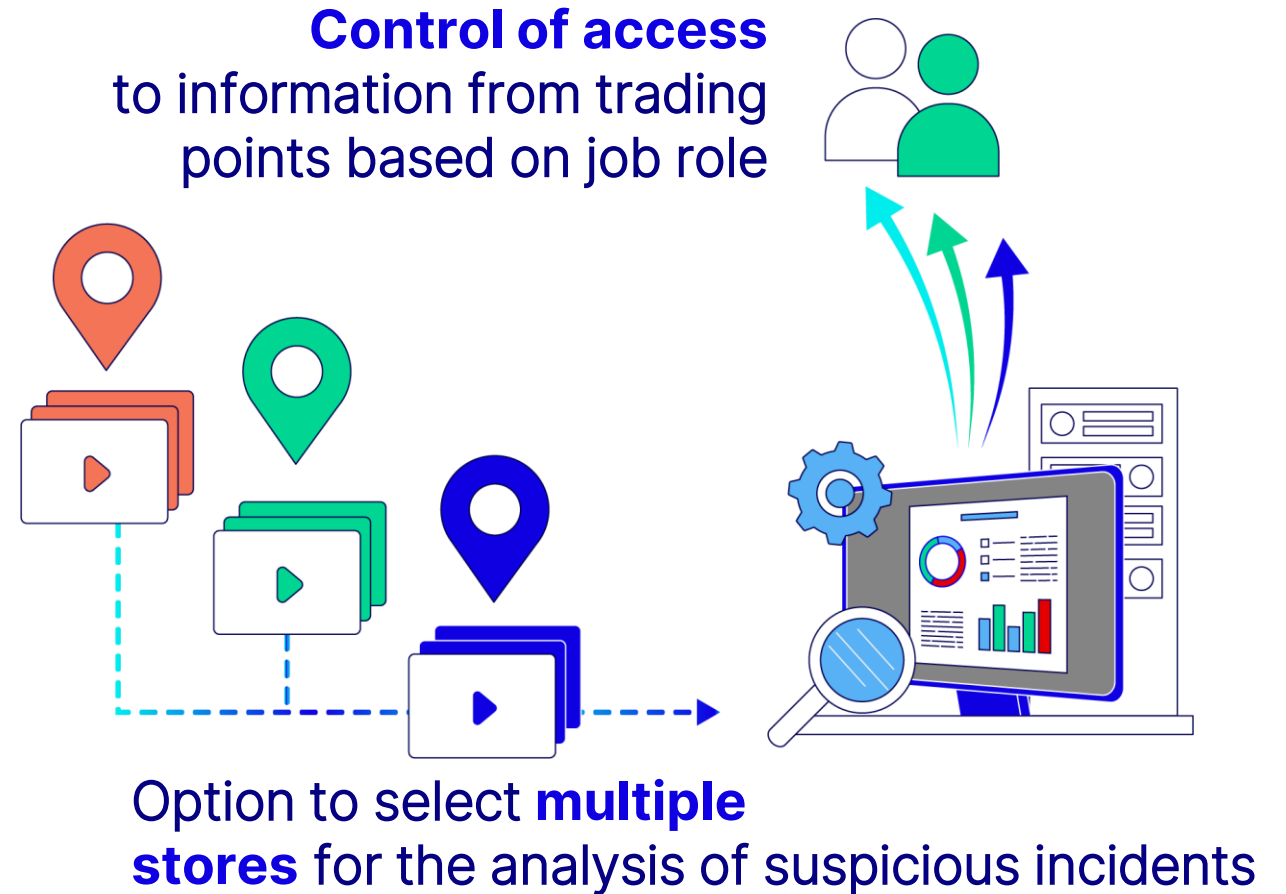 Control of access
to information from trading
points based on job role
Option to select multiple
stores for the analysis of suspicious incidents